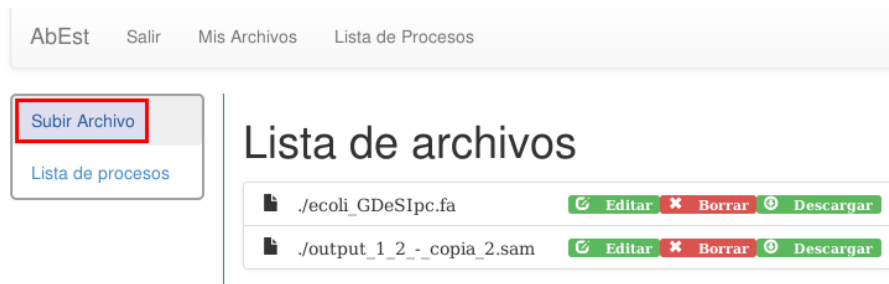 AbEst Salir Mis Archivos Lista de Procesos
Subir Archivo
Lista de procesos
Lista de archivos
./ecoli_GDeSIpc.fa Editar Borrar Descargar
./output_1_2_-_copia_2.sam Editar Borrar Descargar